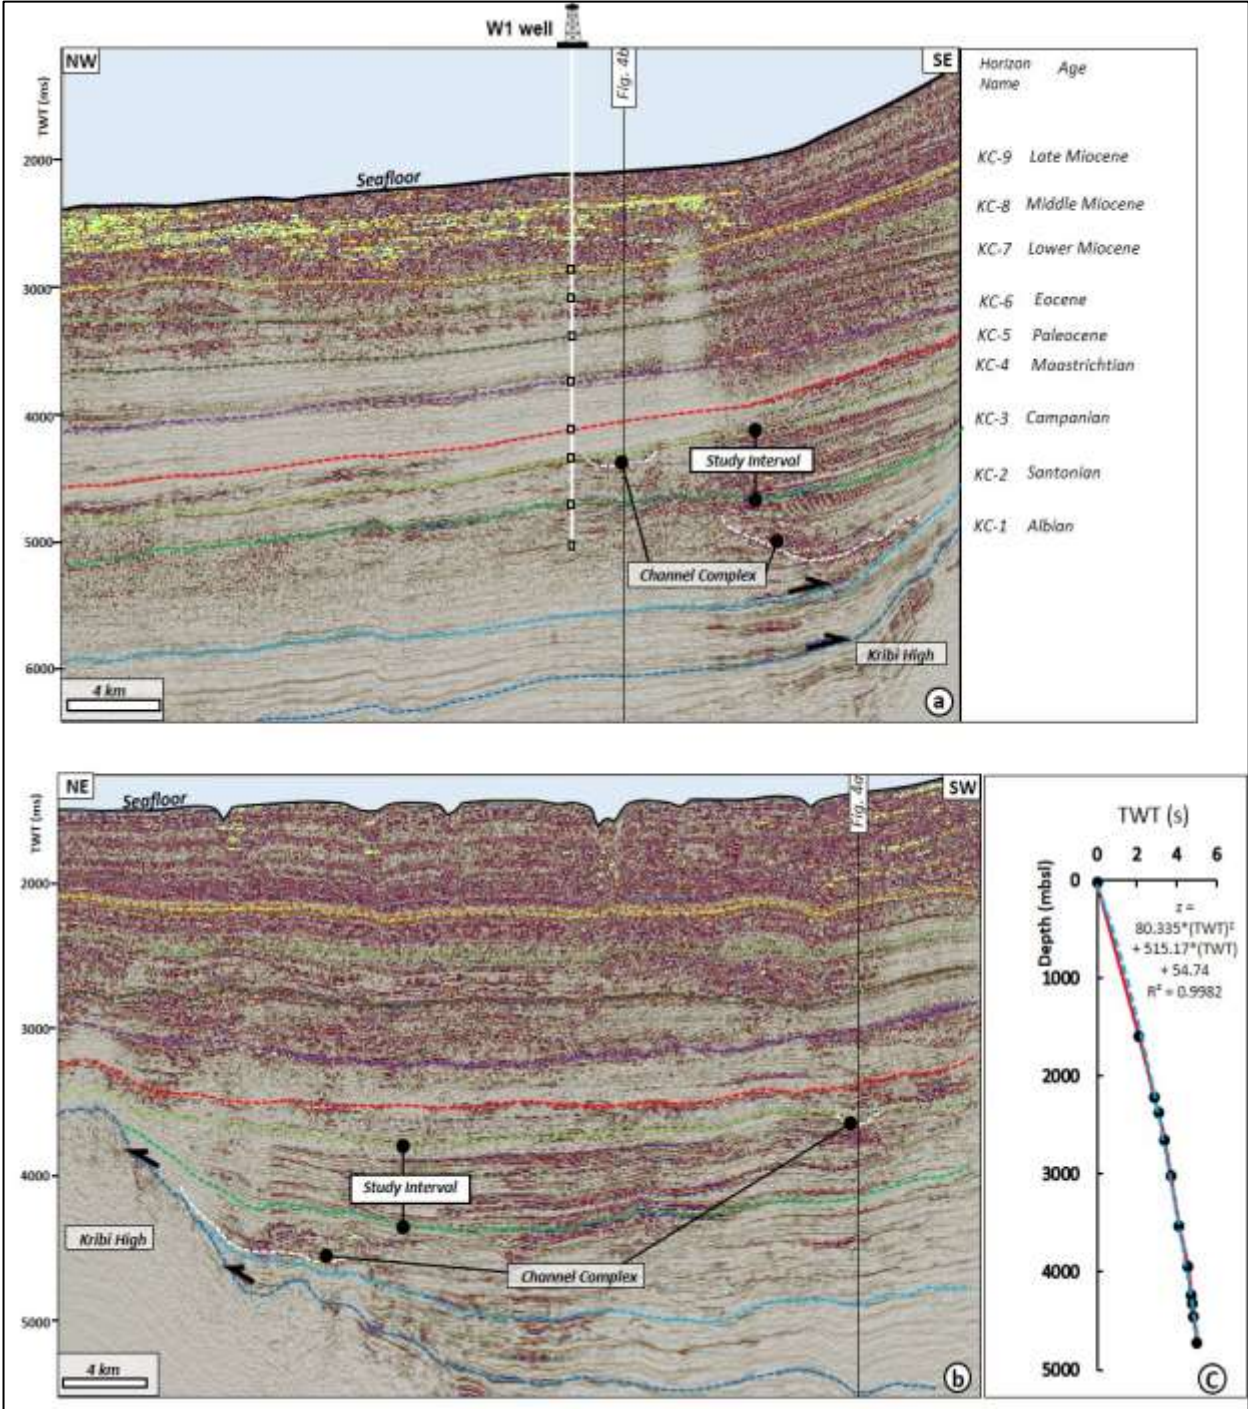 W1 well
NW
Fig. 4b
SE
Horizon Name
Age
TWT (ms)
2000
3000
4000
5000
6000
Seafloor
KC-9 Late Miocene
KC-8 Middle Miocene
KC-7 Lower Miocene
KC-6 Eocene
KC-5 Paleocene
KC-4 Maastrichtian
KC-3 Campanian
KC-2 Santonian
KC-1 Albian
Study Interval
Channel Complex
Kribi High
4 km
a
NE
Seafloor
Fig. 4a
SW
TWT (ms)
2000
3000
4000
5000
Study Interval
Kribi High
Channel Complex
4 km
b
TWT (s)
0 2 4 6
Depth (mbsl)
0
1000
2000
3000
4000
5000
z =
80.335*(TWT)²
+ 515.17*(TWT)
+ 54.74
R² = 0.9982
C